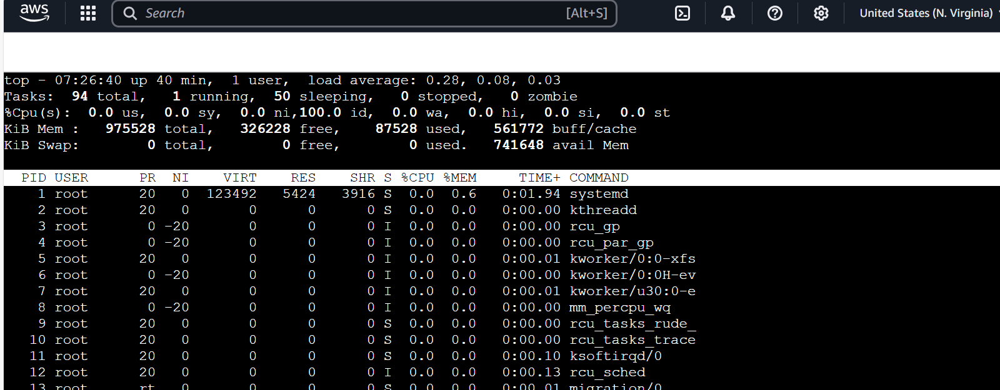 aws Search [Alt+S] United States (N. Virginia)
top - 07:26:40 up 40 min,  1 user,  load average: 0.28, 0.08, 0.03
Tasks:  94 total,   1 running,  50 sleeping,   0 stopped,   0 zombie
%Cpu(s):  0.0 us,  0.0 sy,  0.0 ni,100.0 id,  0.0 wa,  0.0 hi,  0.0 si,  0.0 st
KiB Mem :   975528 total,   326228 free,    87528 used,   561772 buff/cache
KiB Swap:        0 total,        0 free,        0 used.   741648 avail Mem
PID USER      PR  NI    VIRT    RES    SHR S %CPU %MEM     TIME+ COMMAND
1 root      20   0  123492   5424   3916 S  0.0  0.6   0:01.94 systemd
2 root      20   0       0      0      0 S  0.0  0.0   0:00.00 kthreadd
3 root       0 -20       0      0      0 I  0.0  0.0   0:00.00 rcu_gp
4 root       0 -20       0      0      0 I  0.0  0.0   0:00.00 rcu_par_gp
5 root      20   0       0      0      0 I  0.0  0.0   0:00.01 kworker/0:0-xfs
6 root       0 -20       0      0      0 I  0.0  0.0   0:00.00 kworker/0:0H-ev
7 root      20   0       0      0      0 I  0.0  0.0   0:00.01 kworker/u30:0-e
8 root       0 -20       0      0      0 I  0.0  0.0   0:00.00 mm_percpu_wq
9 root      20   0       0      0      0 S  0.0  0.0   0:00.00 rcu_tasks_rude_
10 root      20   0       0      0      0 S  0.0  0.0   0:00.00 rcu_tasks_trace
11 root      20   0       0      0      0 S  0.0  0.0   0:00.10 ksoftirqd/0
12 root      20   0       0      0      0 I  0.0  0.0   0:00.13 rcu_sched
13 root      rt   0       0      0      0 S  0.0  0.0   0:00.01 migration/0